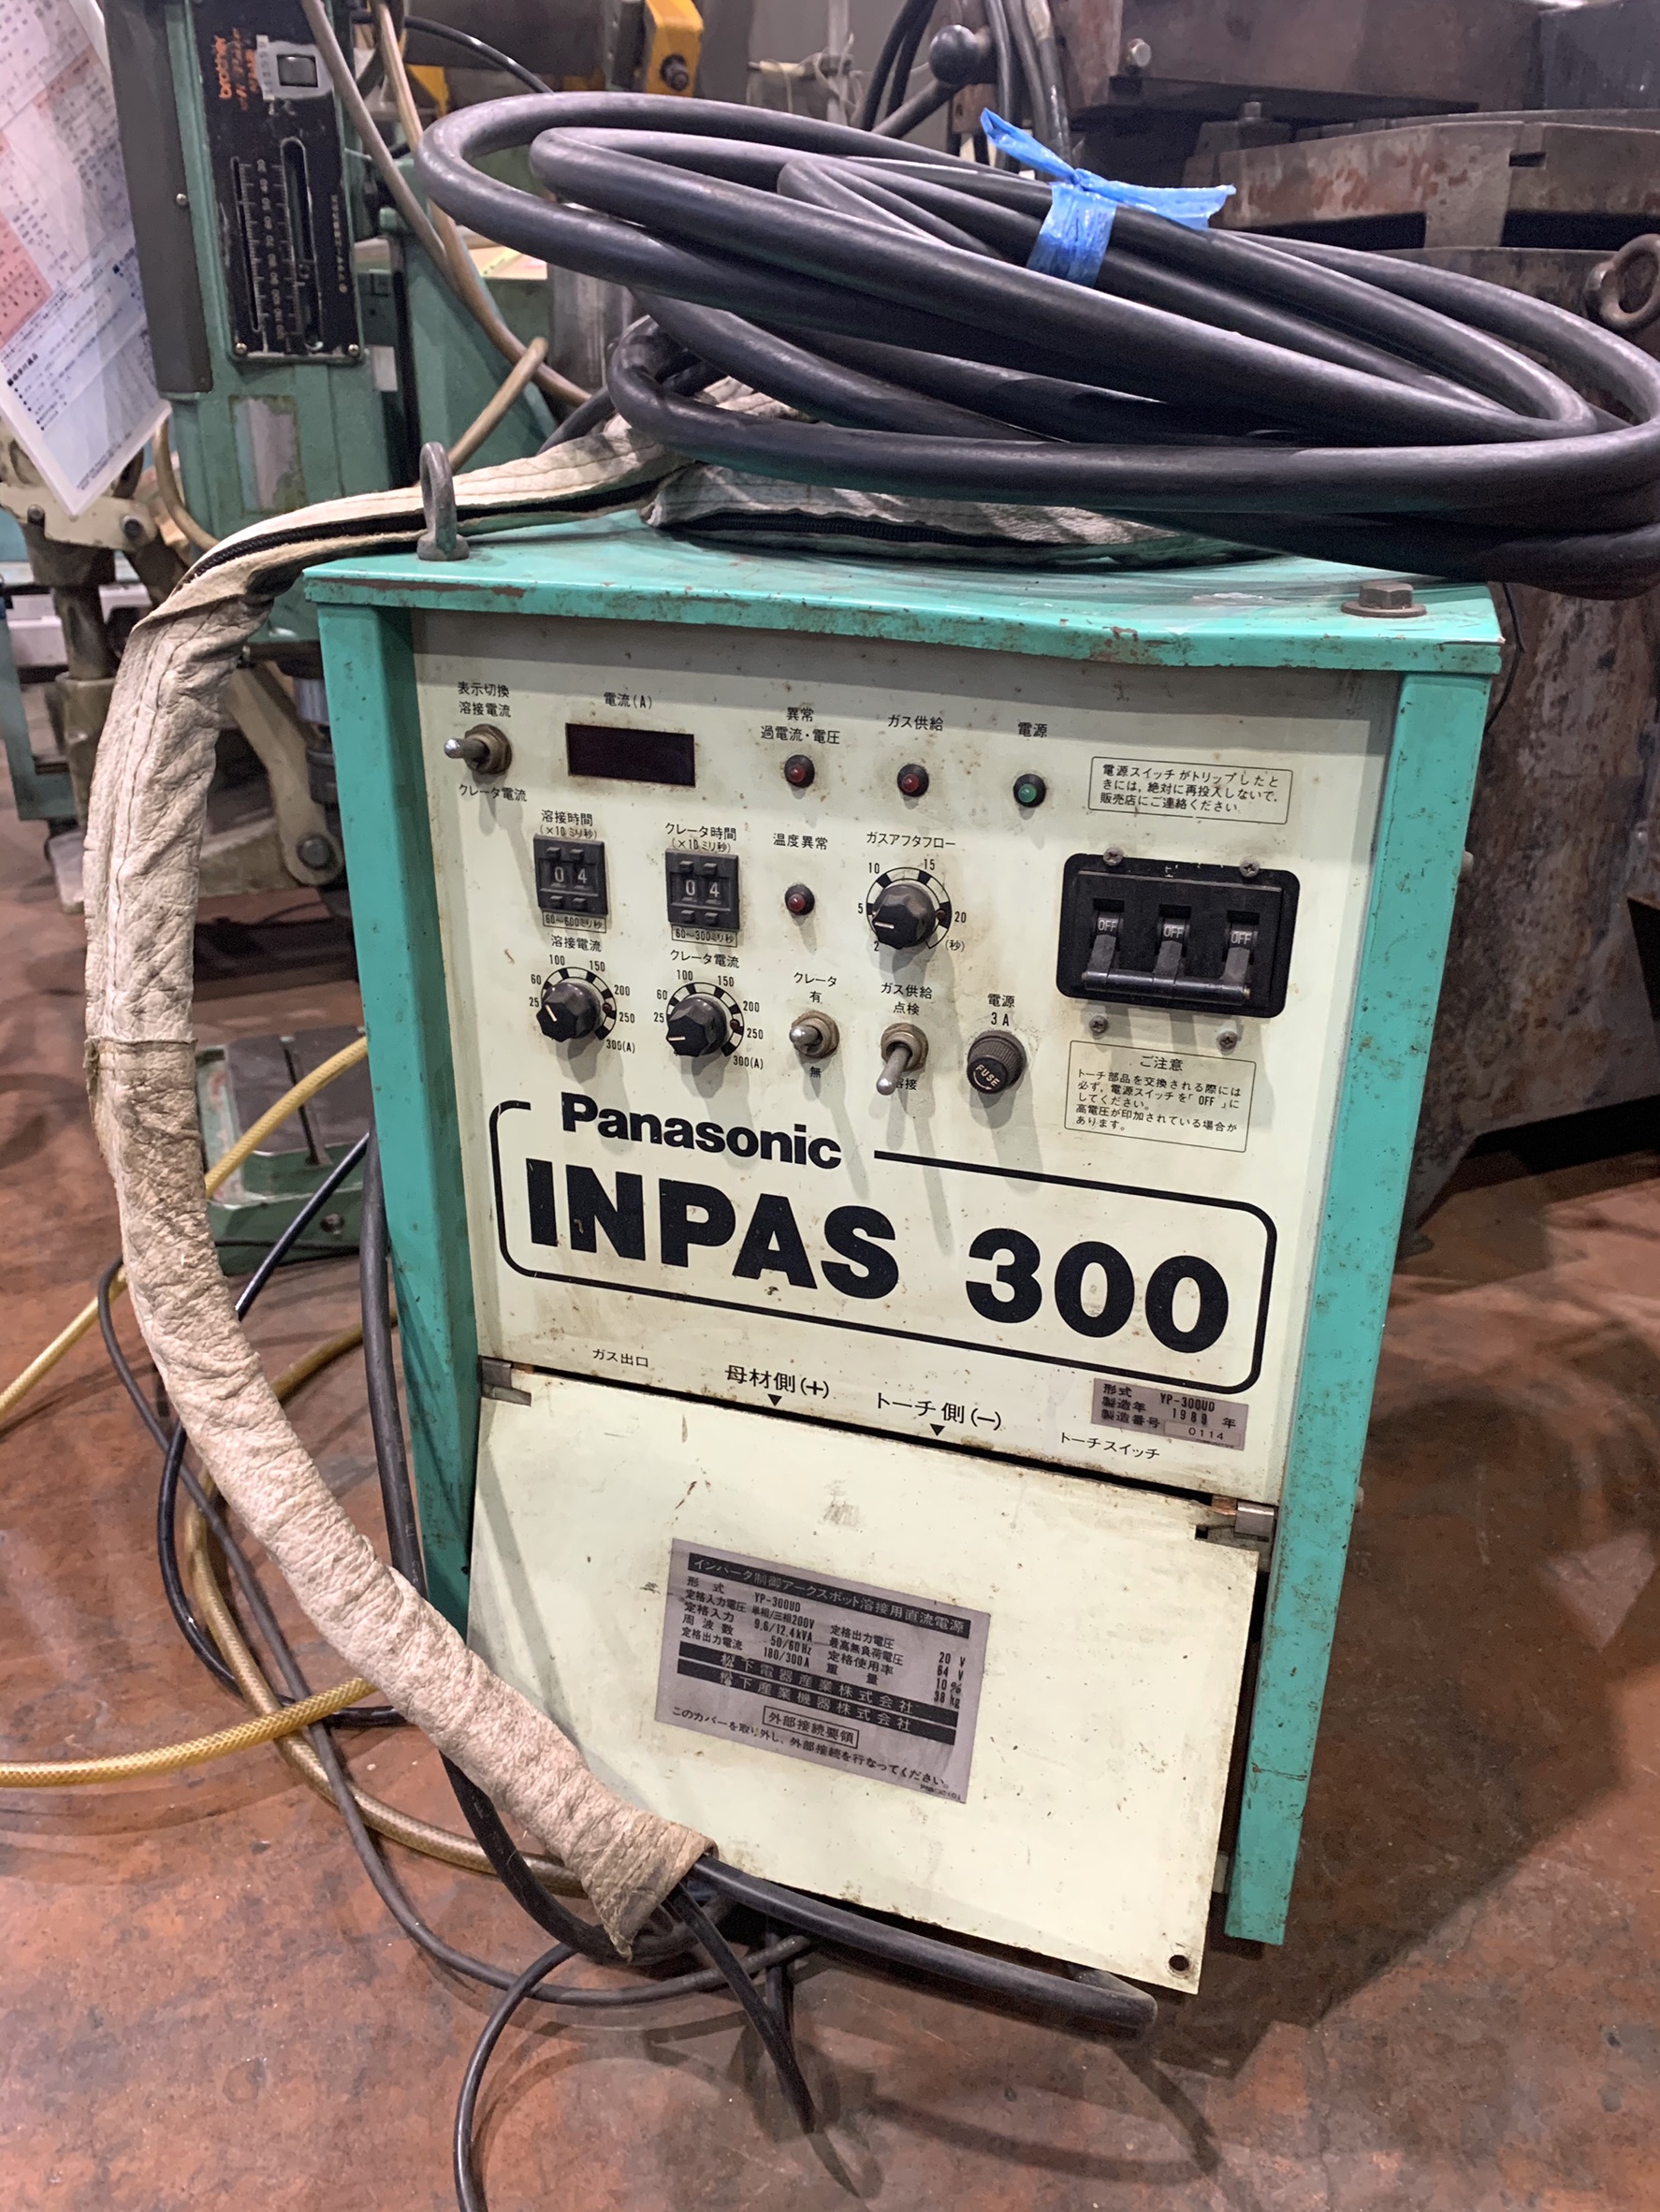 brother
表示切換
溶接電流
クレータ電流
電流(A)
異常
過電流・電圧
ガス供給
電源
電源スイッチがトリップしたと
きには,絶対に再投入しないで,
販売店にご連絡ください.
溶接時間
(×10ミリ秒)
04
60〜600ミリ秒
クレータ時間
(×10ミリ秒)
04
60〜300ミリ秒
温度異常
ガスアフタフロー
2 5 10 15 20 (秒)
OFF OFF OFF
溶接電流
25 60 100 150 200 250 300(A)
クレータ電流
25 60 100 150 200 250 300(A)
クレータ
有
無
ガス供給
点検
溶接
電源
3A
FUSE
ご注意
トーチ部品を交換される際には
必ず,電源スイッチを「OFF」に
してください.
高電圧が印加されている場合が
あります.
Panasonic
INPAS 300
ガス出口
母材側(+)
トーチ側(−)
トーチスイッチ
形式 YP-300UD
製造年 1989 年
製造番号 0114
インバータ制御アークスポット溶接用直流電源
形式 YP-300UD
定格入力電圧 単相/三相200V
定格入力 9.6/12.4kVA
周波数 50/60Hz
定格出力電流 180/300A
定格出力電圧 20 V
最高無負荷電圧 64 V
定格使用率 10 %
重量 38 kg
松下電器産業株式会社
松下産業機器株式会社
外部接続要領
このカバーを取り外し、外部接続を行なってください。